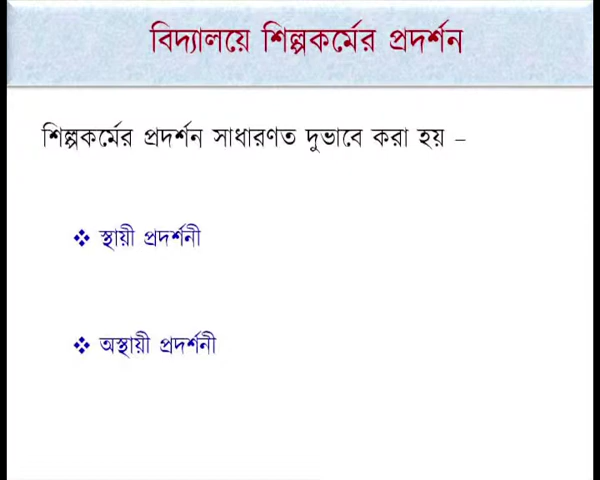 বিদ্যালয়ে শিল্পকর্মের প্রদর্শন
শিল্পকর্মের প্রদর্শন সাধারণত দুভাবে করা হয় –
❖ স্থায়ী প্রদর্শনী
❖ অস্থায়ী প্রদর্শনী